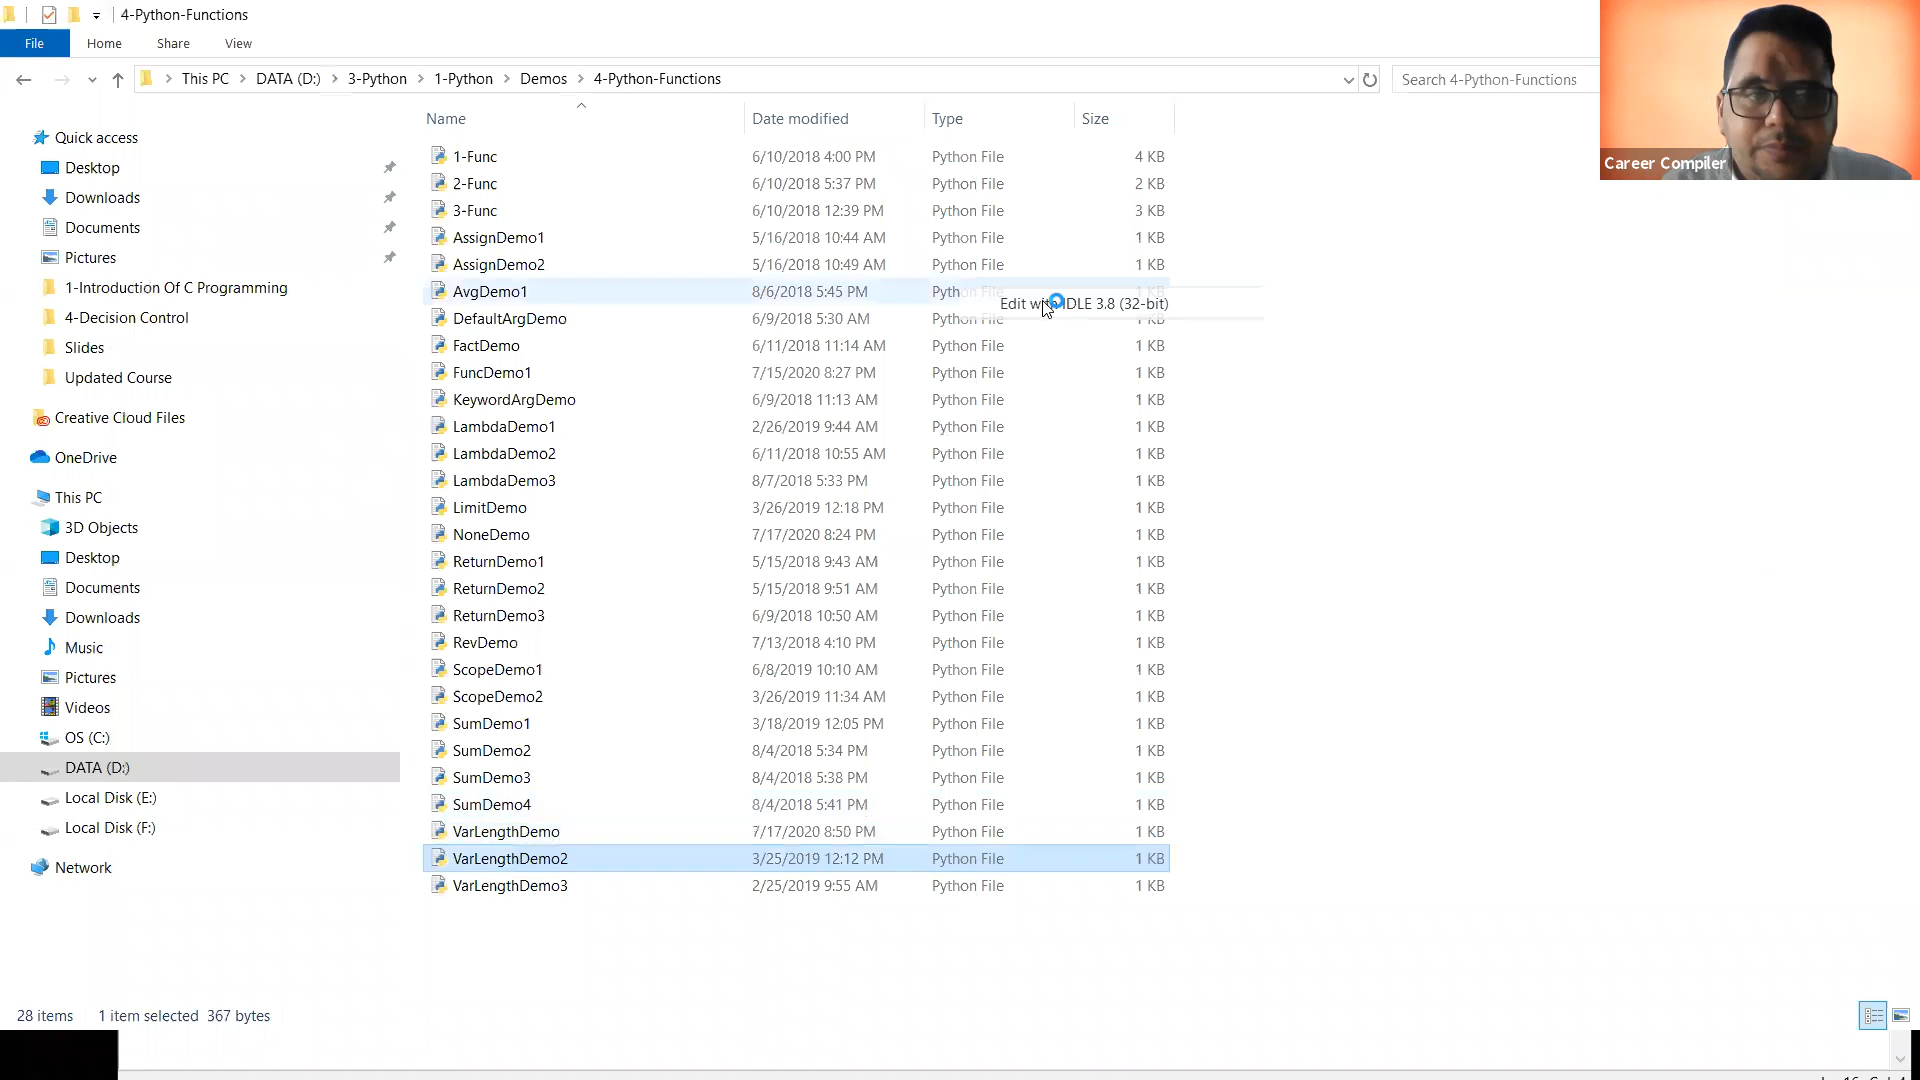 4-Python-Functions
File Home Share View
This PC DATA (D:) 3-Python 1-Python Demos 4-Python-Functions
Search 4-Python-Functions
Career Compiler
Name Date modified Type Size
Quick access
Desktop
Downloads
Documents
Pictures
1-Introduction Of C Programming
4-Decision Control
Slides
Updated Course
Creative Cloud Files
OneDrive
This PC
3D Objects
Desktop
Documents
Downloads
Music
Pictures
Videos
OS (C:)
DATA (D:)
Local Disk (E:)
Local Disk (F:)
Network
1-Func 6/10/2018 4:00 PM Python File 4 KB
2-Func 6/10/2018 5:37 PM Python File 2 KB
3-Func 6/10/2018 12:39 PM Python File 3 KB
AssignDemo1 5/16/2018 10:44 AM Python File 1 KB
AssignDemo2 5/16/2018 10:49 AM Python File 1 KB
AvgDemo1 8/6/2018 5:45 PM Pyth 1 KB
Edit with IDLE 3.8 (32-bit)
DefaultArgDemo 6/9/2018 5:30 AM Python File 1 KB
FactDemo 6/11/2018 11:14 AM Python File 1 KB
FuncDemo1 7/15/2020 8:27 PM Python File 1 KB
KeywordArgDemo 6/9/2018 11:13 AM Python File 1 KB
LambdaDemo1 2/26/2019 9:44 AM Python File 1 KB
LambdaDemo2 6/11/2018 10:55 AM Python File 1 KB
LambdaDemo3 8/7/2018 5:33 PM Python File 1 KB
LimitDemo 3/26/2019 12:18 PM Python File 1 KB
NoneDemo 7/17/2020 8:24 PM Python File 1 KB
ReturnDemo1 5/15/2018 9:43 AM Python File 1 KB
ReturnDemo2 5/15/2018 9:51 AM Python File 1 KB
ReturnDemo3 6/9/2018 10:50 AM Python File 1 KB
RevDemo 7/13/2018 4:10 PM Python File 1 KB
ScopeDemo1 6/8/2019 10:10 AM Python File 1 KB
ScopeDemo2 3/26/2019 11:34 AM Python File 1 KB
SumDemo1 3/18/2019 12:05 PM Python File 1 KB
SumDemo2 8/4/2018 5:34 PM Python File 1 KB
SumDemo3 8/4/2018 5:38 PM Python File 1 KB
SumDemo4 8/4/2018 5:41 PM Python File 1 KB
VarLengthDemo 7/17/2020 8:50 PM Python File 1 KB
VarLengthDemo2 3/25/2019 12:12 PM Python File 1 KB
VarLengthDemo3 2/25/2019 9:55 AM Python File 1 KB
28 items 1 item selected 367 bytes